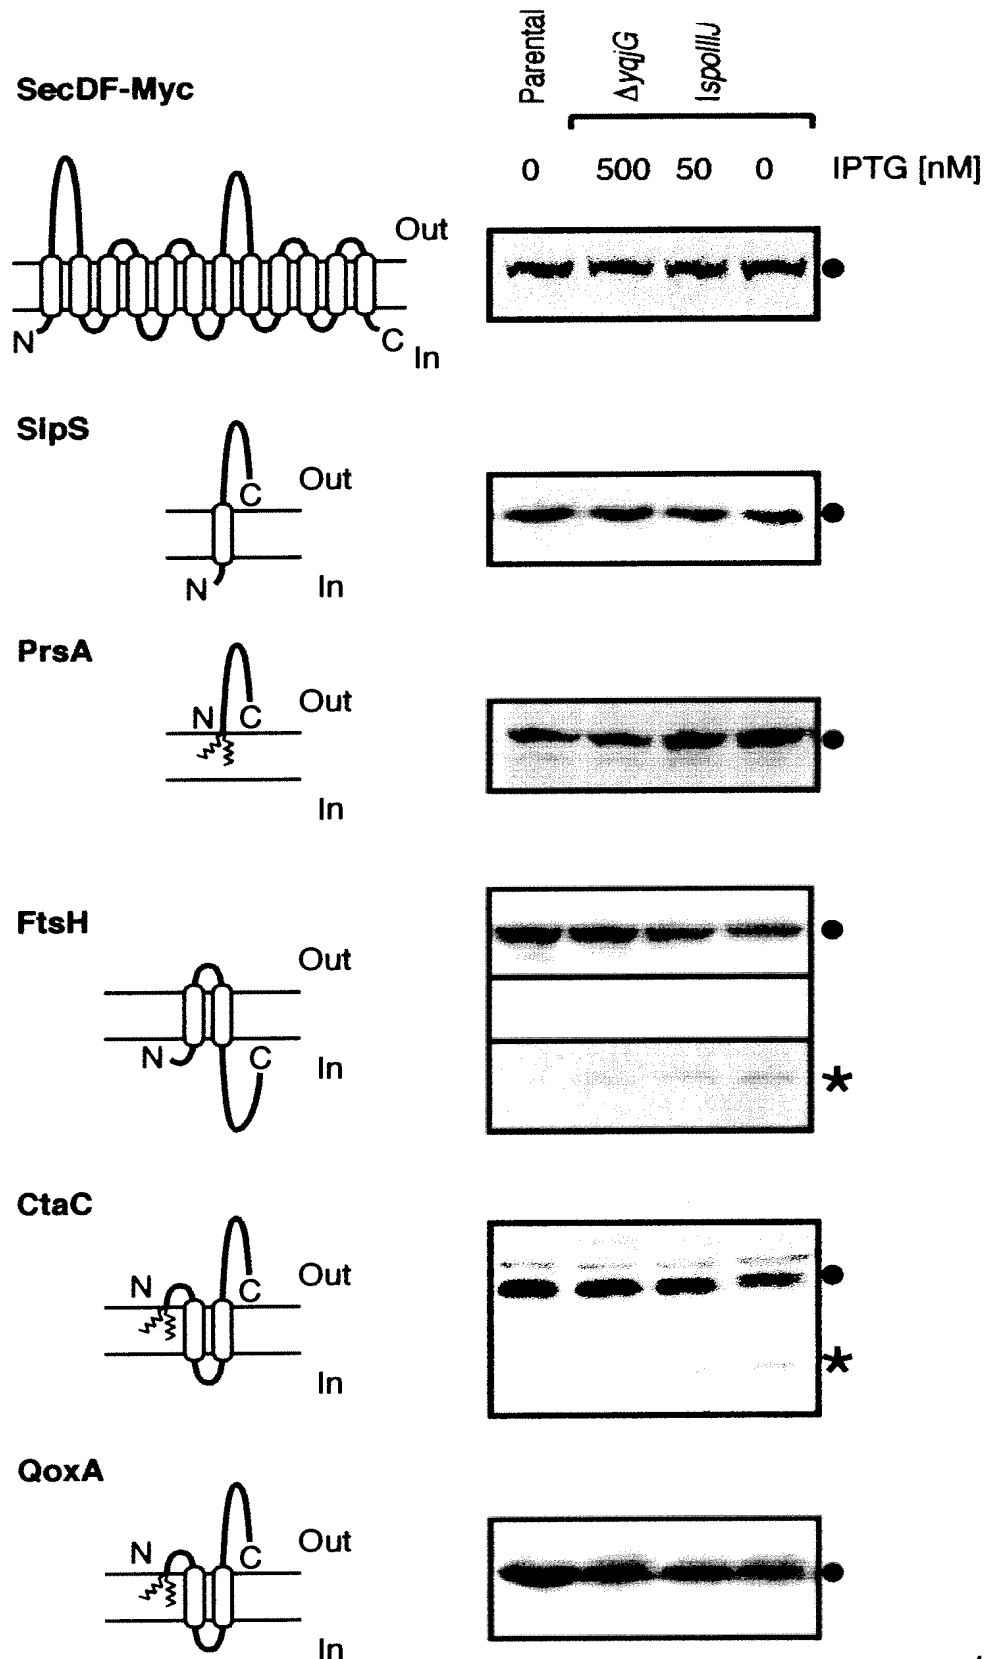 Parental
ΔyqjG
IspoIIIJ
SecDF-Myc
0 500 50 0 IPTG [nM]
Out
N C In
SipS
Out
C
N In
PrsA
Out
N C
In
FtsH
Out
N C In
*
CtaC
N Out
C
In
*
QoxA
N Out
C
In